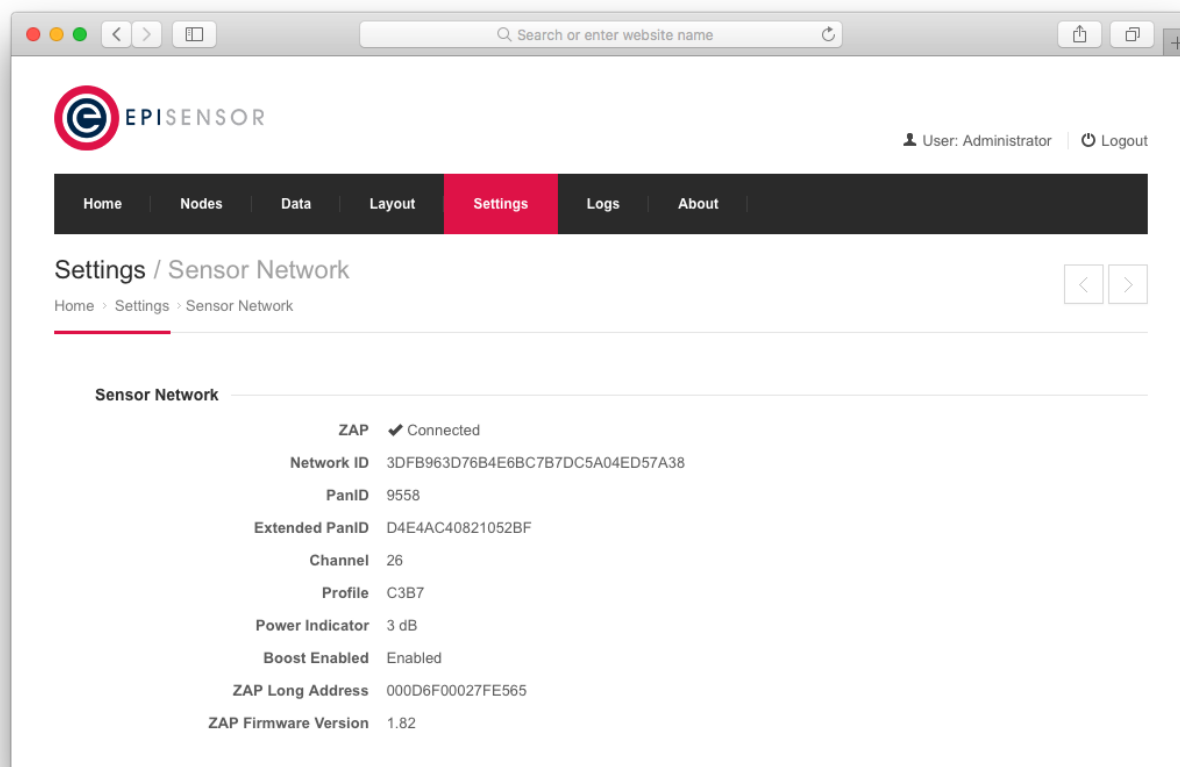 Search or enter website name
EPISENSOR
User: Administrator Logout
Home Nodes Data Layout Settings Logs About
Settings / Sensor Network
Home > Settings > Sensor Network
Sensor Network
ZAP ✔ Connected
Network ID 3DFB963D76B4E6BC7B7DC5A04ED57A38
PanID 9558
Extended PanID D4E4AC40821052BF
Channel 26
Profile C3B7
Power Indicator 3 dB
Boost Enabled Enabled
ZAP Long Address 000D6F00027FE565
ZAP Firmware Version 1.82